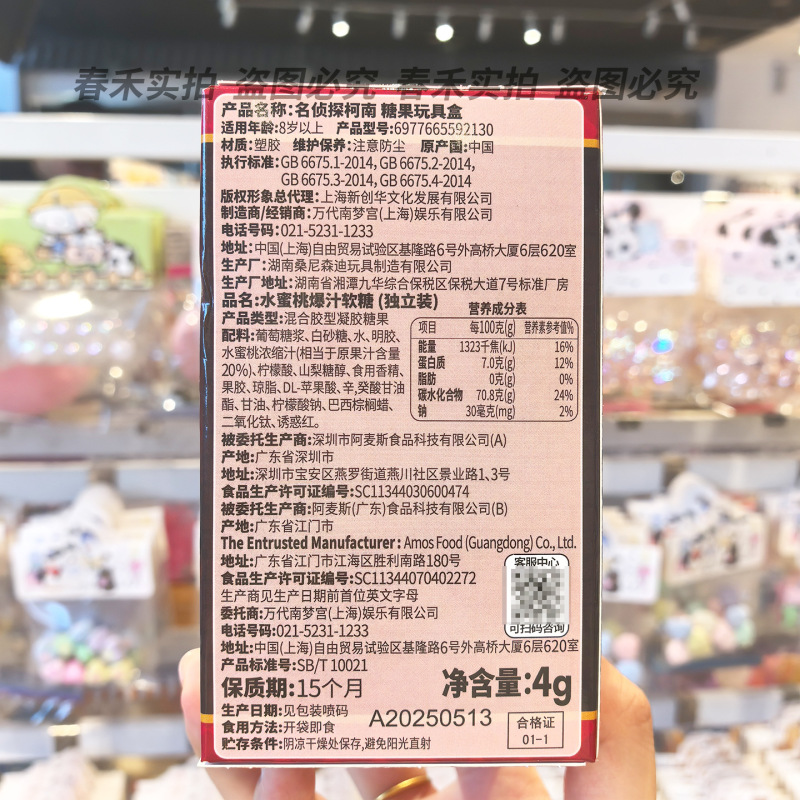 春禾实拍 盗图必究 春禾实拍 盗图必究
产品名称:名侦探柯南 糖果玩具盒
适用年龄:8岁以上 产品型号:6977665592130
材质:塑胶 维护保养:注意防尘 原产国:中国
执行标准:GB 6675.1-2014, GB 6675.2-2014,
GB 6675.3-2014, GB 6675.4-2014
版权形象总代理:上海新创华文化发展有限公司
制造商/经销商:万代南梦宫(上海)娱乐有限公司
电话号码:021-5231-1233
地址:中国(上海)自由贸易试验区基隆路6号外高桥大厦6层620室
生产厂:湖南桑尼森迪玩具制造有限公司
生产厂地址:湖南省湘潭九华综合保税区保税大道7号标准厂房
品名:水蜜桃爆汁软糖 (独立装)
产品类型:混合胶型凝胶糖果
配料:葡萄糖浆、白砂糖、水、明胶、
水蜜桃浓缩汁(相当于原果汁含量
20%)、柠檬酸、山梨糖醇、食用香精、
果胶、琼脂、DL-苹果酸、辛,癸酸甘油
酯、甘油、柠檬酸钠、巴西棕榈蜡、
二氧化钛、诱惑红。
营养成分表
项目 每100克(g) 营养素参考值%
能量 1323千焦(kJ) 16%
蛋白质 7.0克(g) 12%
脂肪 0克(g) 0%
碳水化合物 70.8克(g) 24%
钠 30毫克(mg) 2%
被委托生产商:深圳市阿麦斯食品科技有限公司(A)
产地:广东省深圳市
地址:深圳市宝安区燕罗街道燕川社区景业路1、3号
食品生产许可证编号:SC11344030600474
被委托生产商:阿麦斯(广东)食品科技有限公司(B)
产地:广东省江门市
The Entrusted Manufacturer : Amos Food (Guangdong) Co., Ltd.
地址:广东省江门市江海区胜利南路180号
食品生产许可证编号:SC11344070402272
生产商见生产日期前首位英文字母
客服中心
可扫码咨询
委托商:万代南梦宫(上海)娱乐有限公司
电话号码:021-5231-1233
地址:中国(上海)自由贸易试验区基隆路6号外高桥大厦6层620室
产品标准号:SB/T 10021
保质期:15个月 净含量:4g
生产日期:见包装喷码 A20250513
食用方法:开袋即食
贮存条件:阴凉干燥处保存,避免阳光直射
合格证
01-1